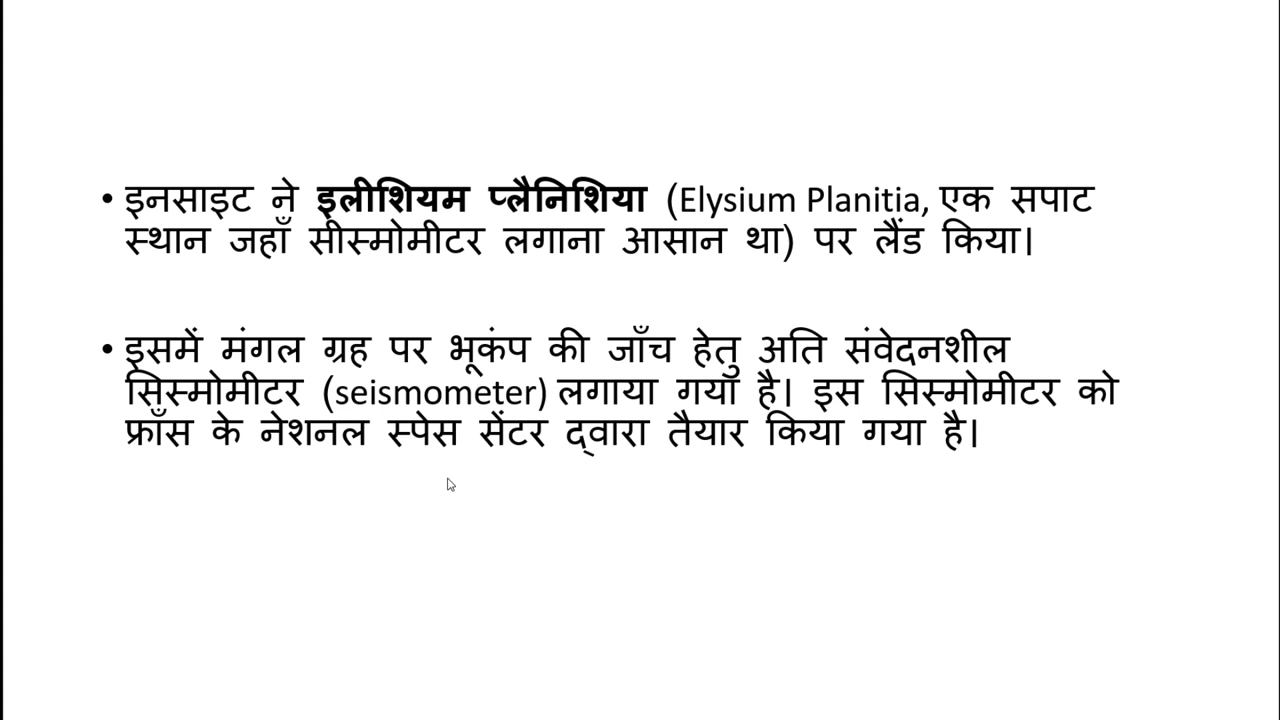 • इनसाइट ने इलीशियम प्लैनिशिया (Elysium Planitia, एक सपाट
स्थान जहाँ सीस्मोमीटर लगाना आसान था) पर लैंड किया।
• इसमें मंगल ग्रह पर भूकंप की जाँच हेतु अति संवेदनशील
सिस्मोमीटर (seismometer) लगाया गया है। इस सिस्मोमीटर को
फ्राँस के नेशनल स्पेस सेंटर द्वारा तैयार किया गया है।